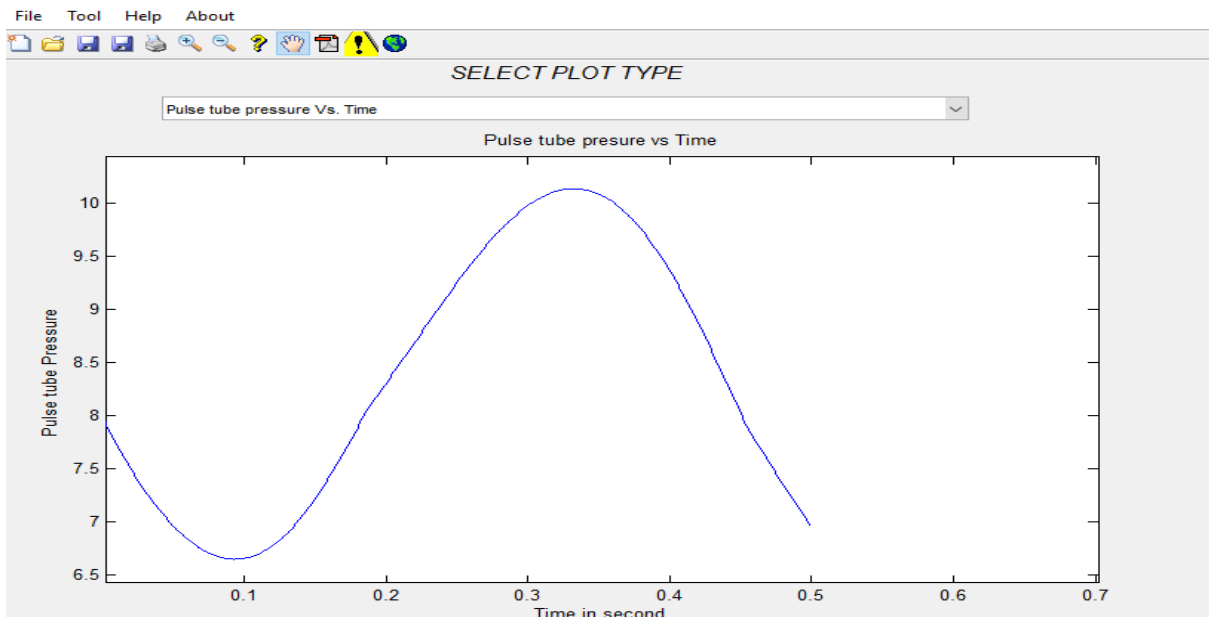 File Tool Help About
SELECT PLOT TYPE
Pulse tube pressure Vs. Time
Pulse tube presure vs Time
Pulse tube Pressure
10
9.5
9
8.5
8
7.5
7
6.5
0.1 0.2 0.3 0.4 0.5 0.6 0.7
Time in second